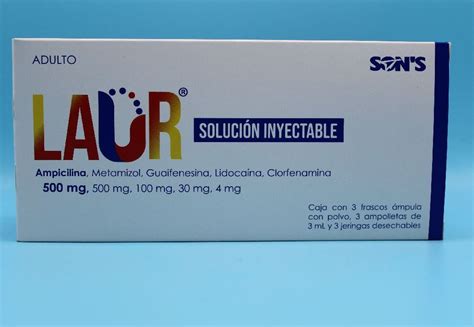 ADULTO
SON'S
LAUR®
SOLUCIÓN INYECTABLE
Ampicilina, Metamizol, Guaifenesina, Lidocaína, Clorfenamina
500 mg, 500 mg, 100 mg, 30 mg, 4 mg
Caja con 3 frascos ámpula
con polvo, 3 ampolletas de
3 mL y 3 jeringas desechables